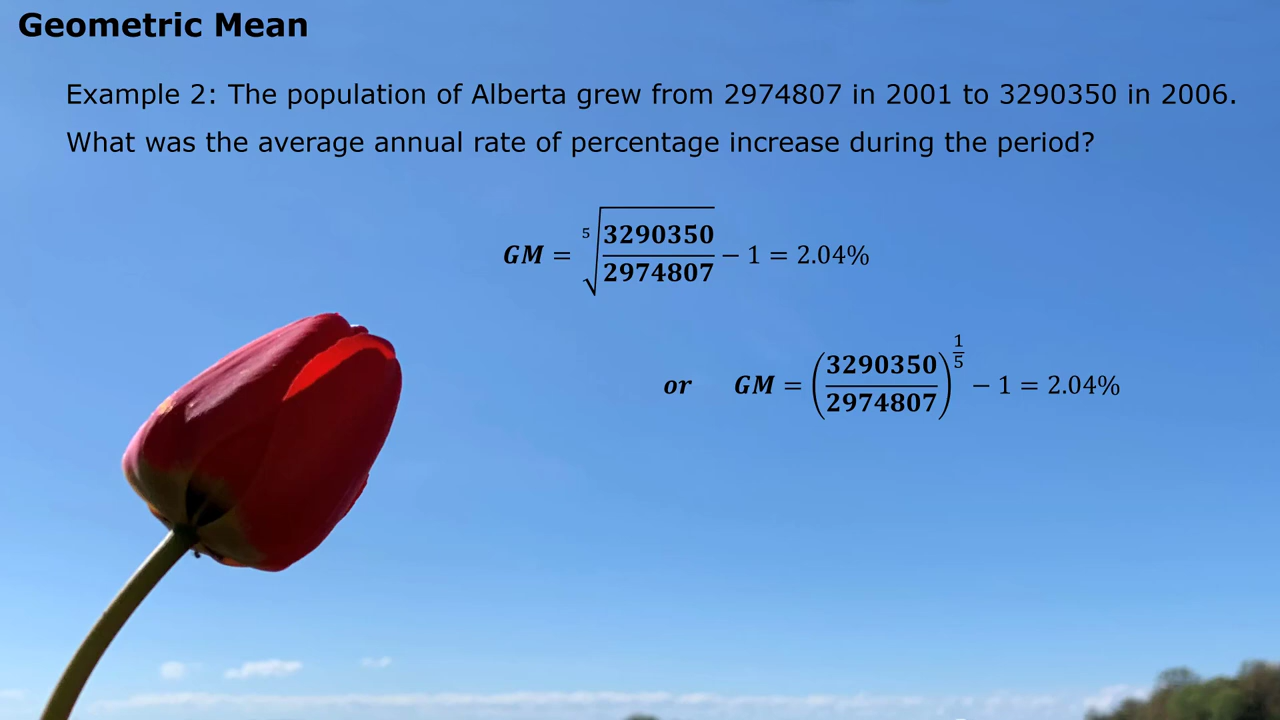 Geometric Mean
Example 2: The population of Alberta grew from 2974807 in 2001 to 3290350 in 2006.
What was the average annual rate of percentage increase during the period?
GM = ⁵√(3290350/2974807) − 1 = 2.04%
or GM = (3290350/2974807)^(1/5) − 1 = 2.04%